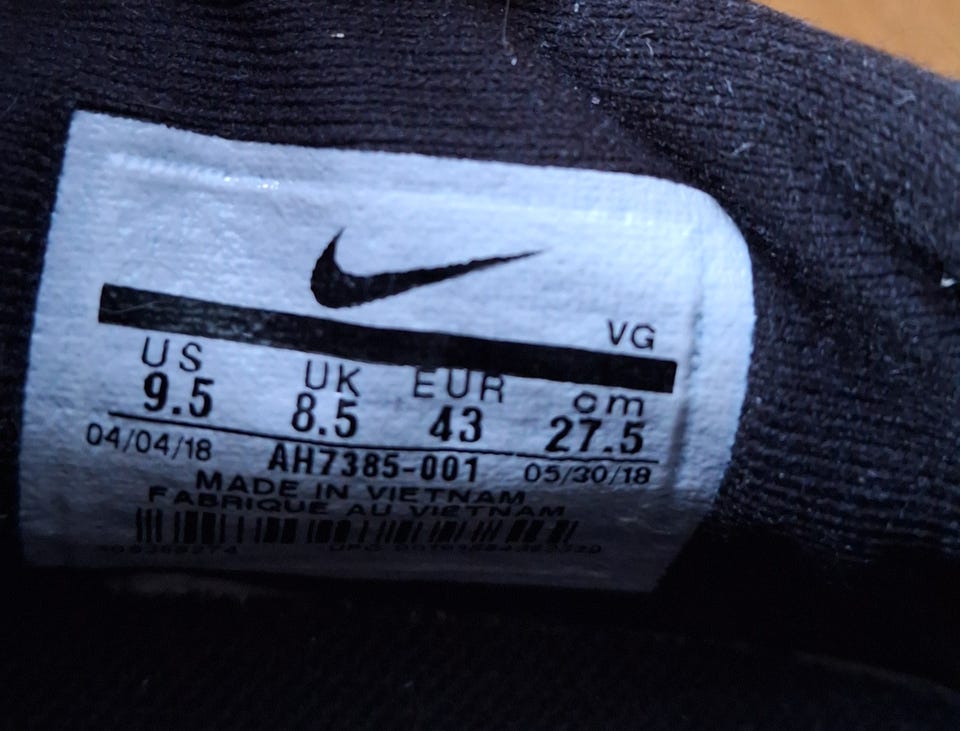 VG
US UK EUR cm
9.5 8.5 43 27.5
04/04/18 AH7385-001 05/30/18
MADE IN VIETNAM
FABRIQUE AU VIETNAM
UPC